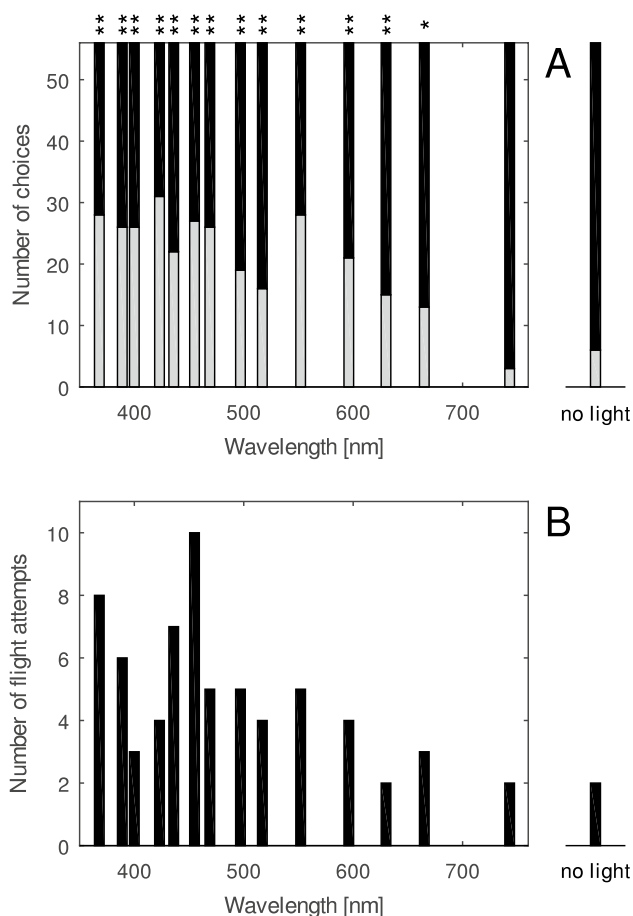 ** ** ** ** ** ** ** ** ** ** ** ** *
A
50
40
30
20
10
0
Number of choices
400 500 600 700
no light
Wavelength [nm]
B
10
8
6
4
2
0
Number of flight attempts
400 500 600 700
no light
Wavelength [nm]